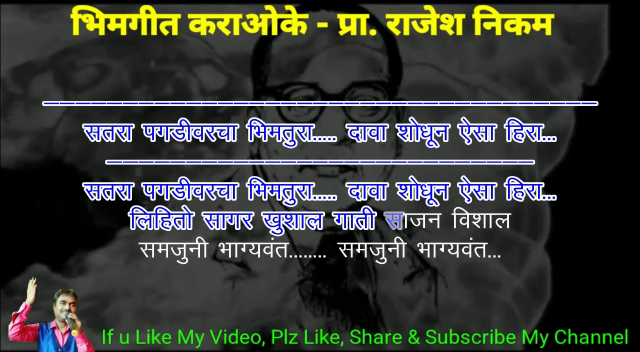 भिमगीत कराओके - प्रा. राजेश निकम
सतरा पगडीवरचा भिमतुरा..... दावा शोधून ऐसा हिरा...
सतरा पगडीवरचा भिमतुरा..... दावा शोधून ऐसा हिरा...
लिहितो सागर खुशाल गाती साजन विशाल
समजुनी भाग्यवंत........ समजुनी भाग्यवंत...
If u Like My Video, Plz Like, Share & Subscribe My Channel